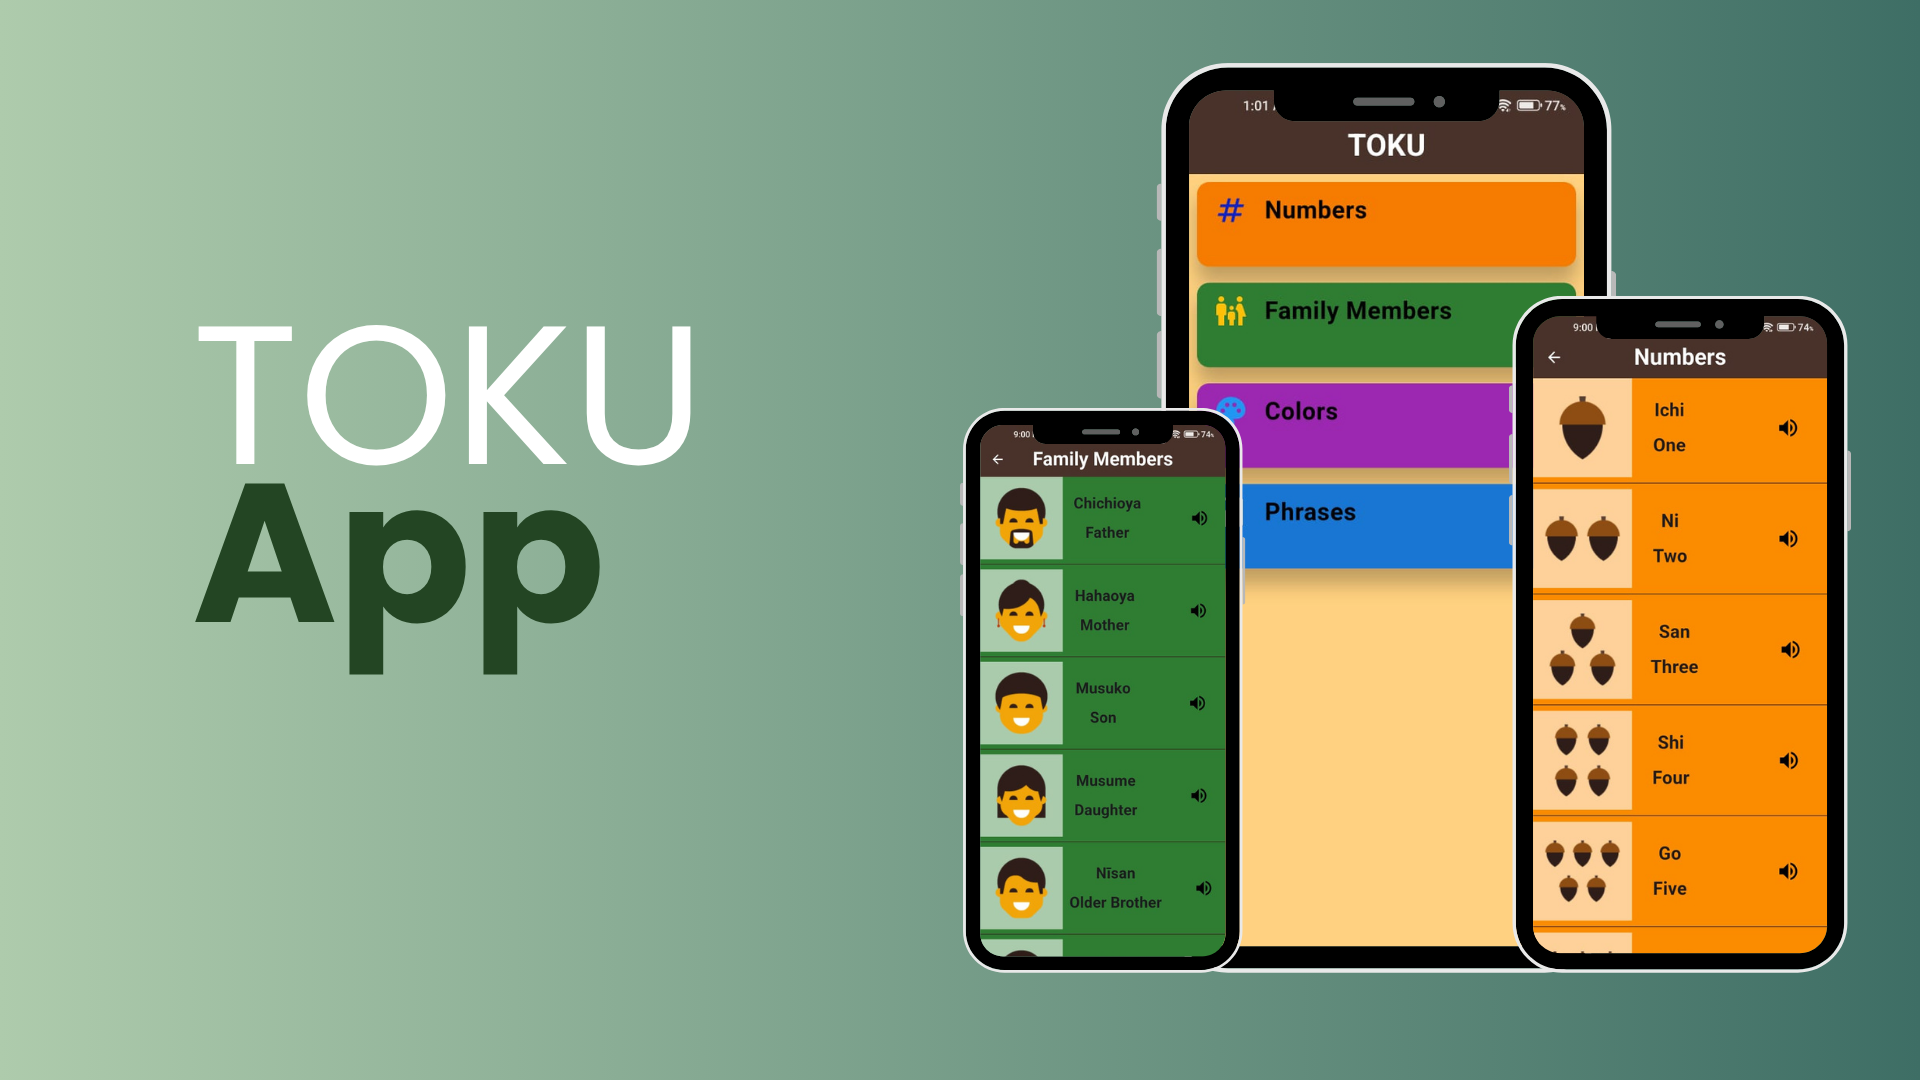 TOKU
App
1:01
77%
TOKU
# Numbers
Family Members
Colors
Phrases
9:00
74%
Family Members
Chichioya
Father
Hahaoya
Mother
Musuko
Son
Musume
Daughter
Nīsan
Older Brother
9:00
74%
Numbers
Ichi
One
Ni
Two
San
Three
Shi
Four
Go
Five